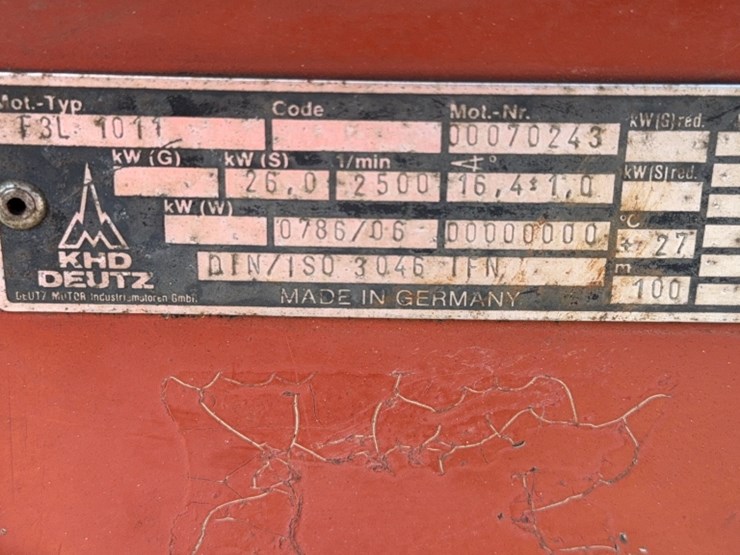 Mot.-Typ Code Mot.-Nr. kW(G)red.
F3L 1011 00070243
kW (G) kW (S) 1/min ∢° kW(S)red.
26,0 2500 16,4±1,0
kW (W) °C
0786/06 00000000 + 27
KHD
DEUTZ
DIN/ISO 3046 IFN m
100
DEUTZ MOTOR Industriemotoren GmbH
MADE IN GERMANY